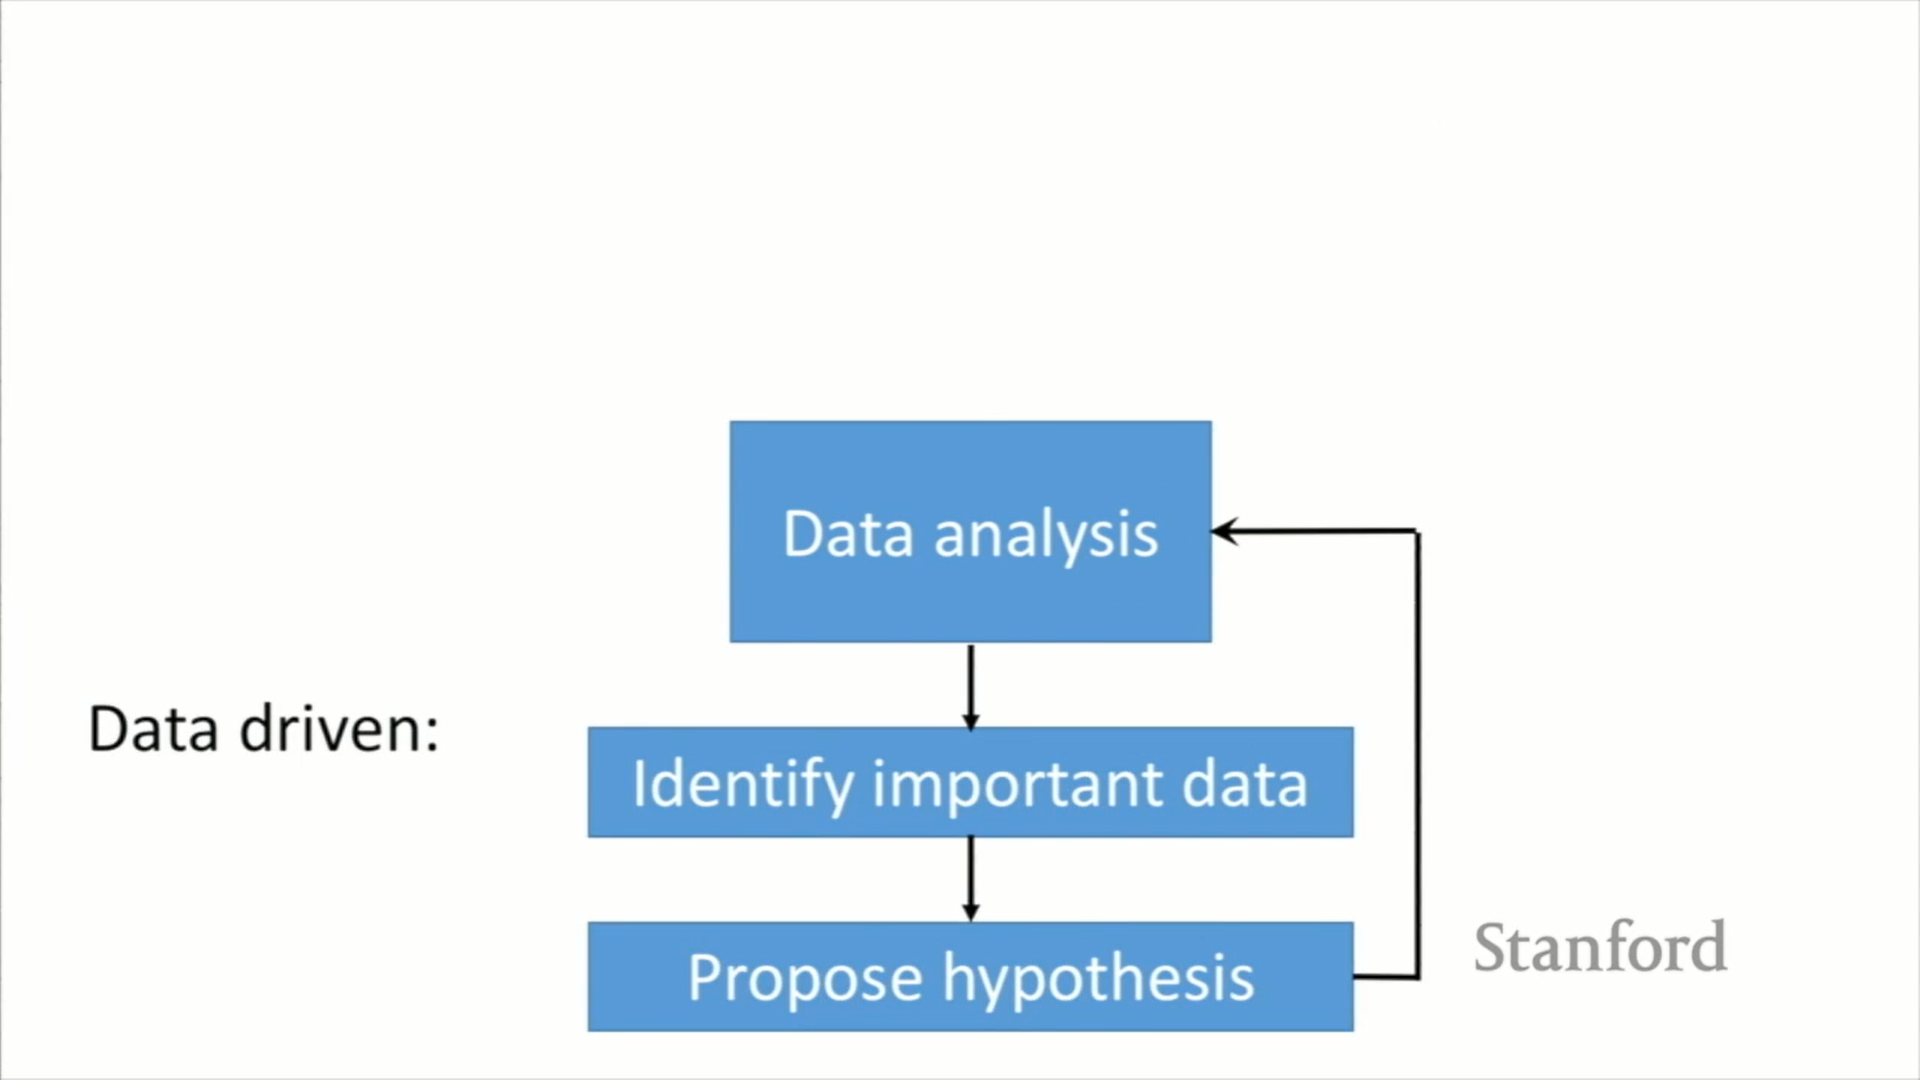 Data analysis
Data driven:
Identify important data
Propose hypothesis
Stanford